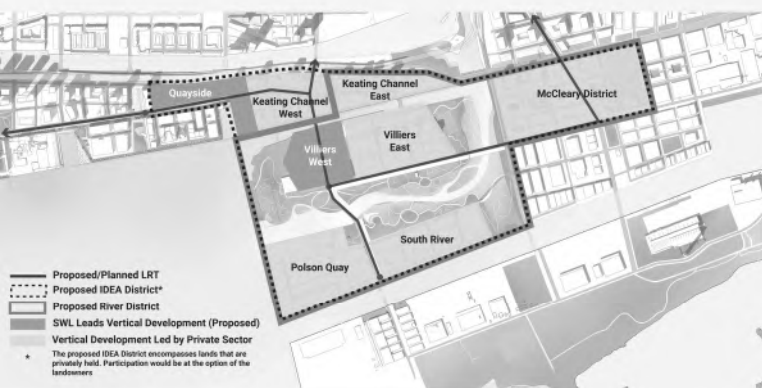 Quayside
Keating Channel
West
Keating Channel
East
McCleary District
Villiers
West
Villiers
East
South River
Polson Quay
Proposed/Planned LRT
Proposed IDEA District*
Proposed River District
SWL Leads Vertical Development (Proposed)
Vertical Development Led by Private Sector
* The proposed IDEA District encompasses lands that are
privately held. Participation would be at the option of the
landowners